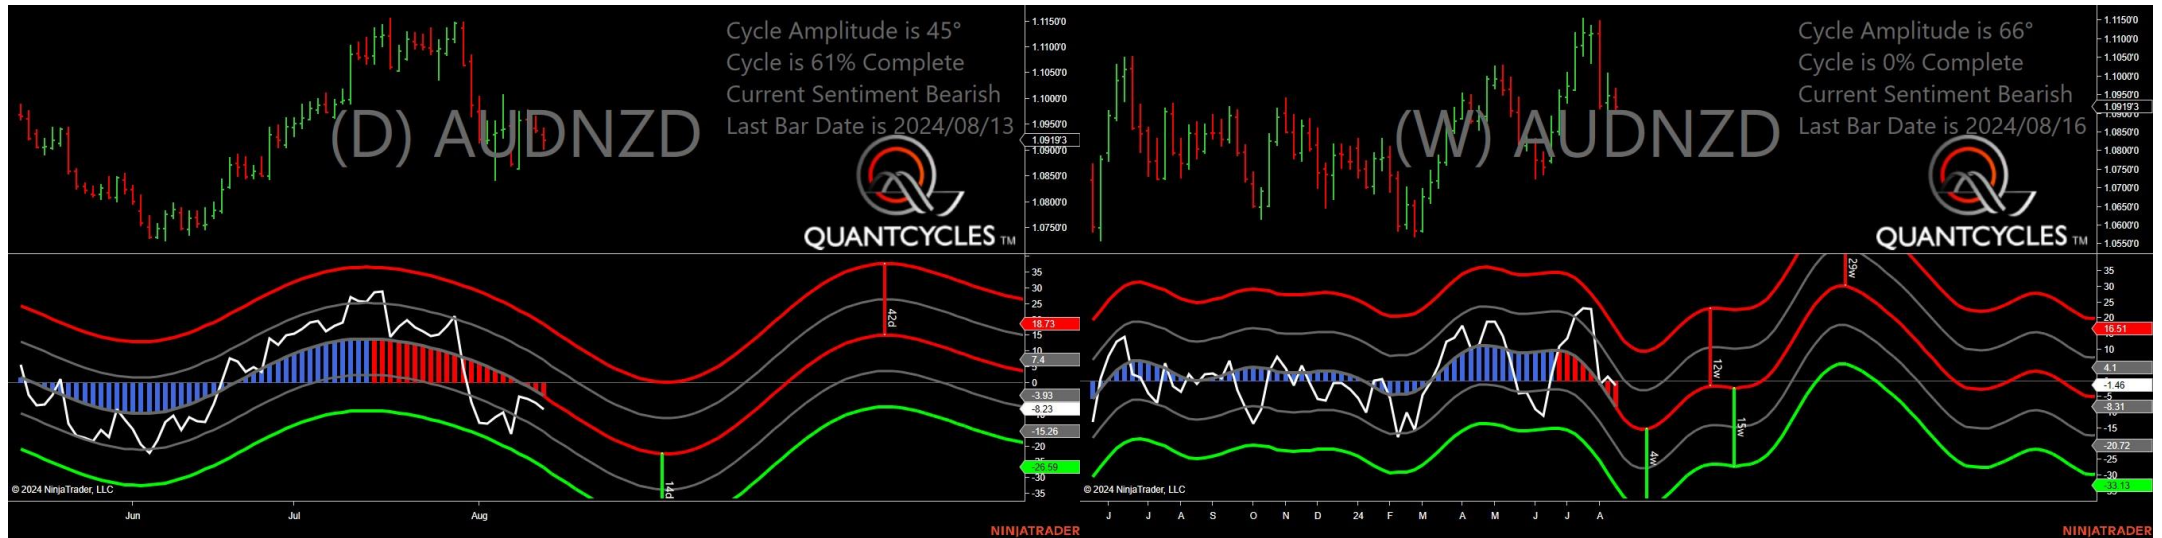 Cycle Amplitude is 45°
Cycle is 61% Complete
Current Sentiment Bearish
Last Bar Date is 2024/08/13
(D) AUDNZD
QUANTCYCLES TM
1.1150'0
1.1100'0
1.1050'0
1.1000'0
1.0950'0
1.0919'3
1.0900'0
1.0850'0
1.0800'0
1.0750'0
42d
14d
35
30
25
18.73
15
10
7.4
0
-3.93
-8.23
-15.26
-20
-26.59
-30
-35
© 2024 NinjaTrader, LLC
Jun
Jul
Aug
NINJATRADER
Cycle Amplitude is 66°
Cycle is 0% Complete
Current Sentiment Bearish
Last Bar Date is 2024/08/16
(W) AUDNZD
QUANTCYCLES TM
1.1150'0
1.1100'0
1.1050'0
1.1000'0
1.0950'0
1.0919'3
1.0850'0
1.0800'0
1.0750'0
1.0700'0
1.0650'0
1.0600'0
1.0550'0
29w
12w
15w
4w
35
30
25
20
16.51
10
4.1
-1.46
-5
-8.31
-15
-20.72
-25
-30
-33.13
© 2024 NinjaTrader, LLC
J
J
A
S
O
N
D
24
F
M
A
M
J
J
A
NINJATRADER